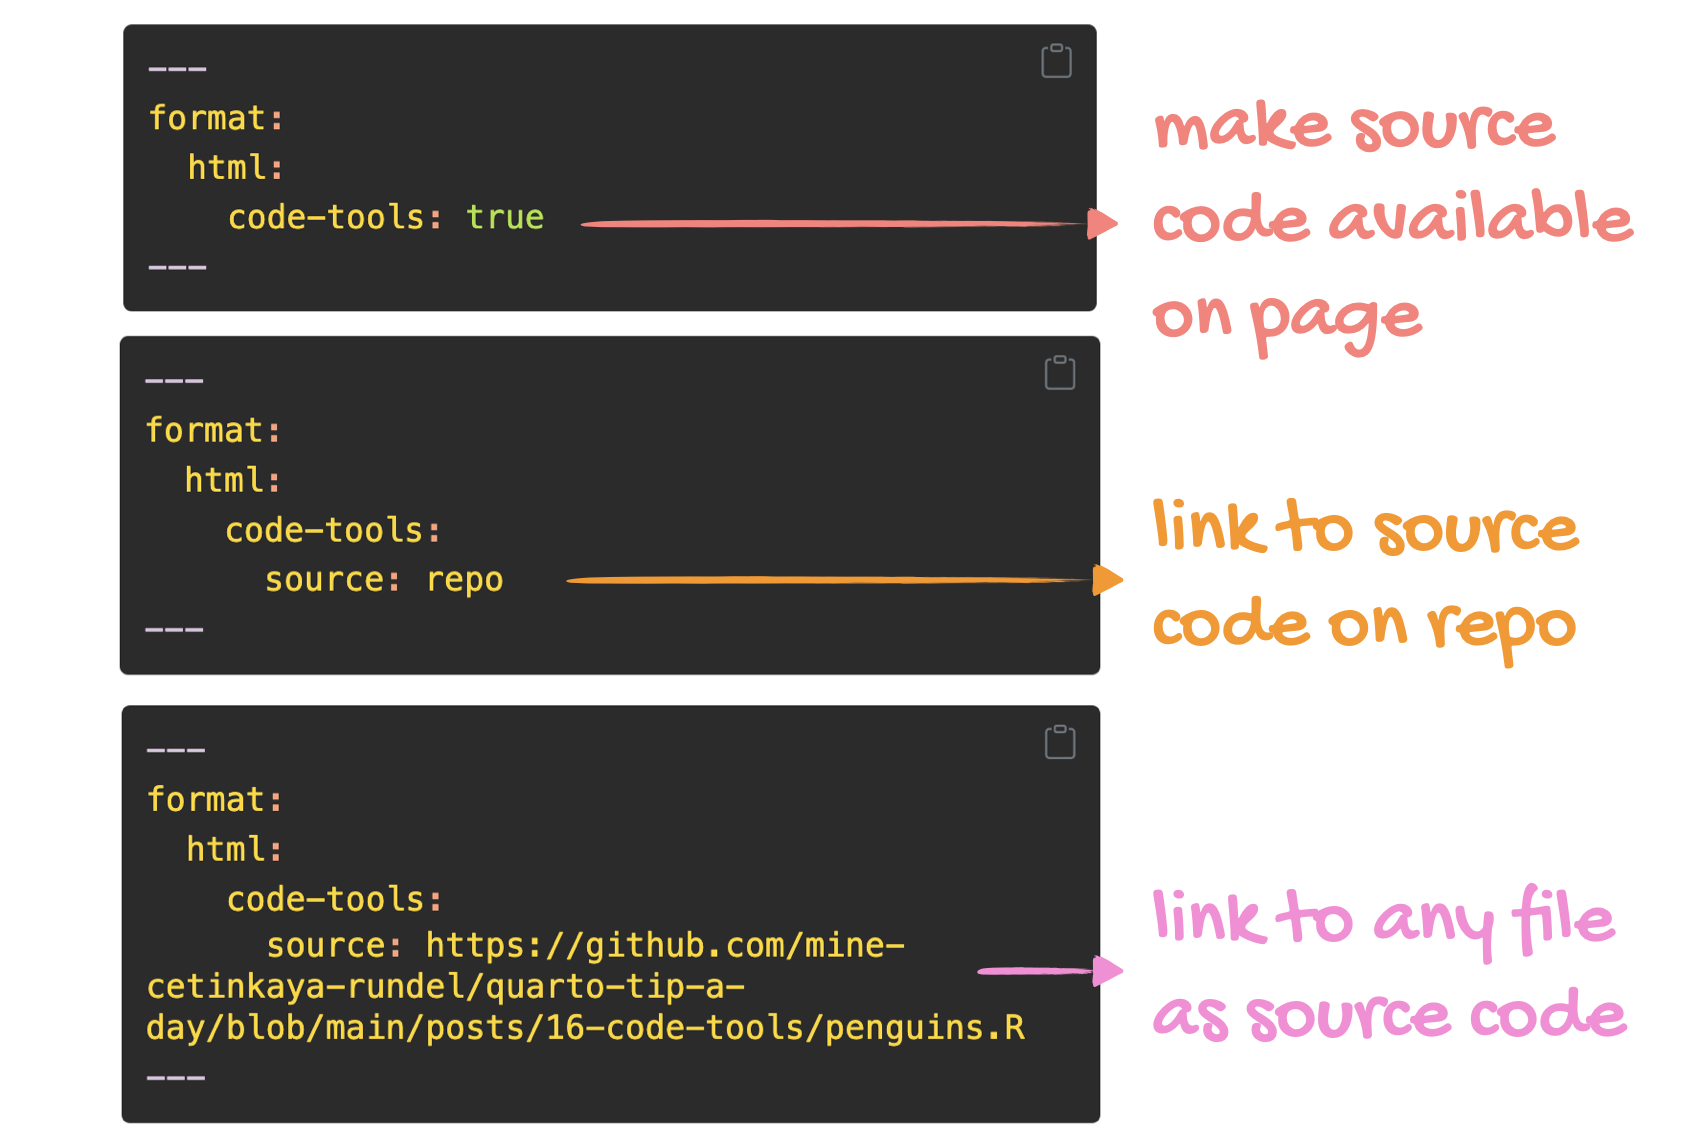 ---
format:
  html:
    code-tools: true
---
make source
code available
on page
---
format:
  html:
    code-tools:
      source: repo
---
link to source
code on repo
---
format:
  html:
    code-tools:
      source: https://github.com/mine-
cetinkaya-rundel/quarto-tip-a-
day/blob/main/posts/16-code-tools/penguins.R
---
link to any file
as source code